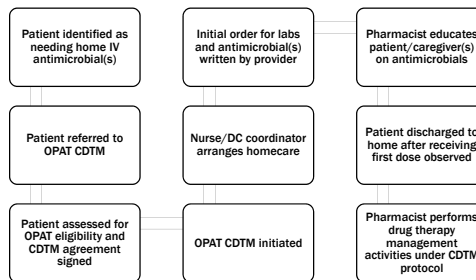 Patient identified as
needing home IV
antimicrobial(s)
Patient referred to
OPAT CDTM
Patient assessed for
OPAT eligibility and
CDTM agreement
signed
OPAT CDTM initiated
Nurse/DC coordinator
arranges homecare
Initial order for labs
and antimicrobial(s)
written by provider
Pharmacist educates
patient/caregiver(s)
on antimicrobials
Patient discharged to
home after receiving
first dose observed
Pharmacist performs
drug therapy
management
activities under CDTM
protocol